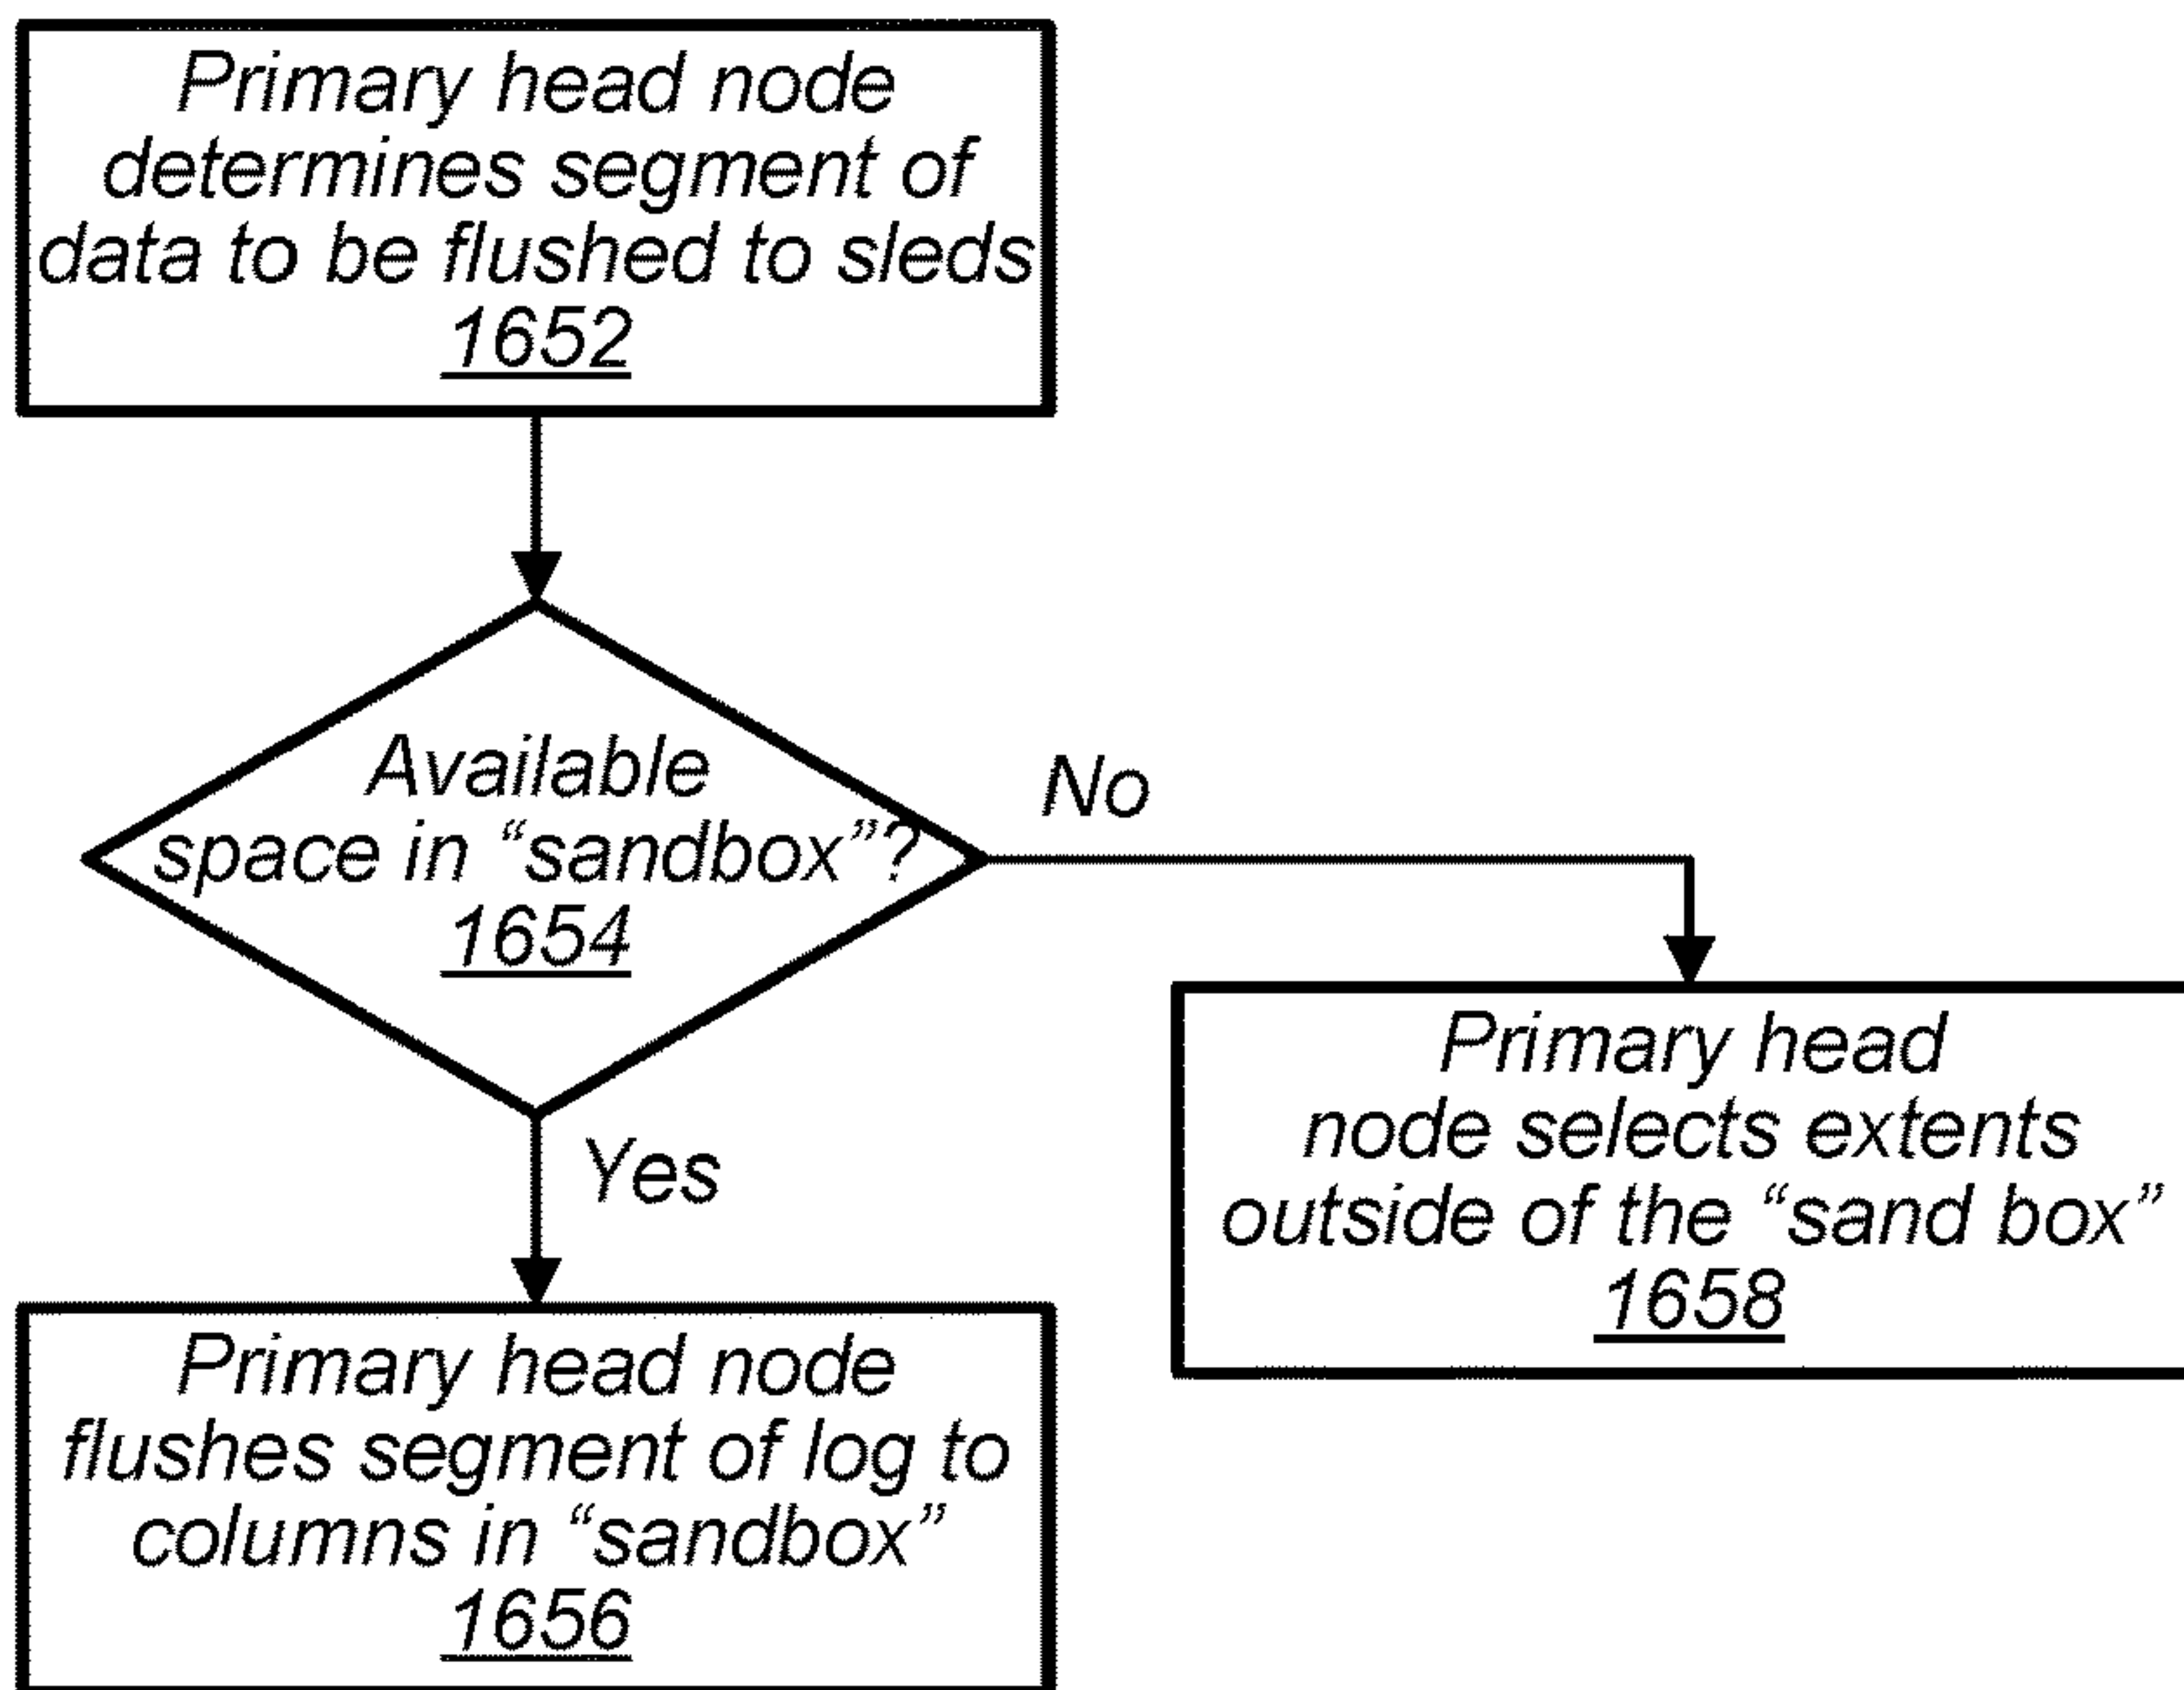 Primary head node
determines segment of
data to be flushed to sleds
1652
Available
space in “sandbox”?
1654
No
Yes
Primary head
node selects extents
outside of the “sand box”
1658
Primary head node
flushes segment of log to
columns in “sandbox”
1656